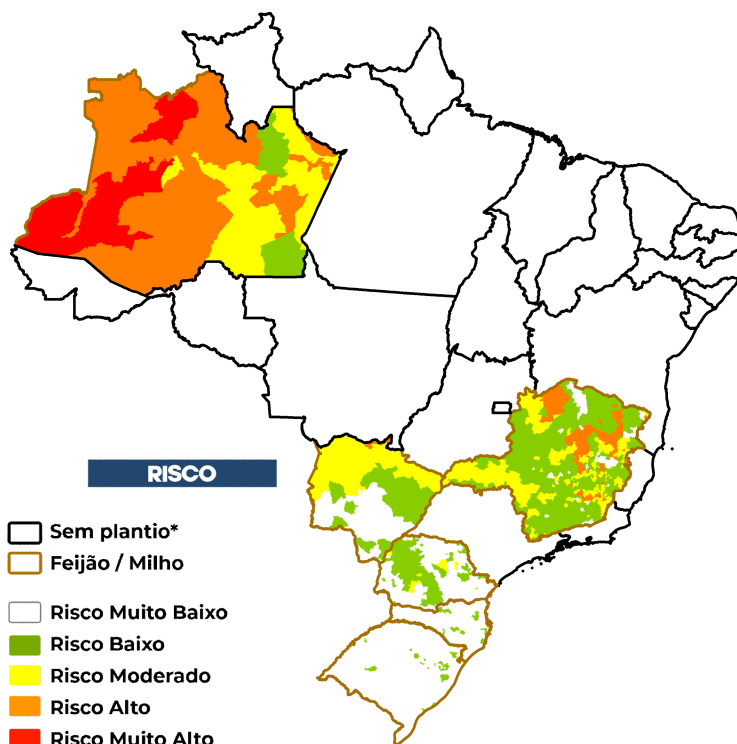 RISCO
Sem plantio*
Feijão / Milho
Risco Muito Baixo
Risco Baixo
Risco Moderado
Risco Alto
Risco Muito Alto